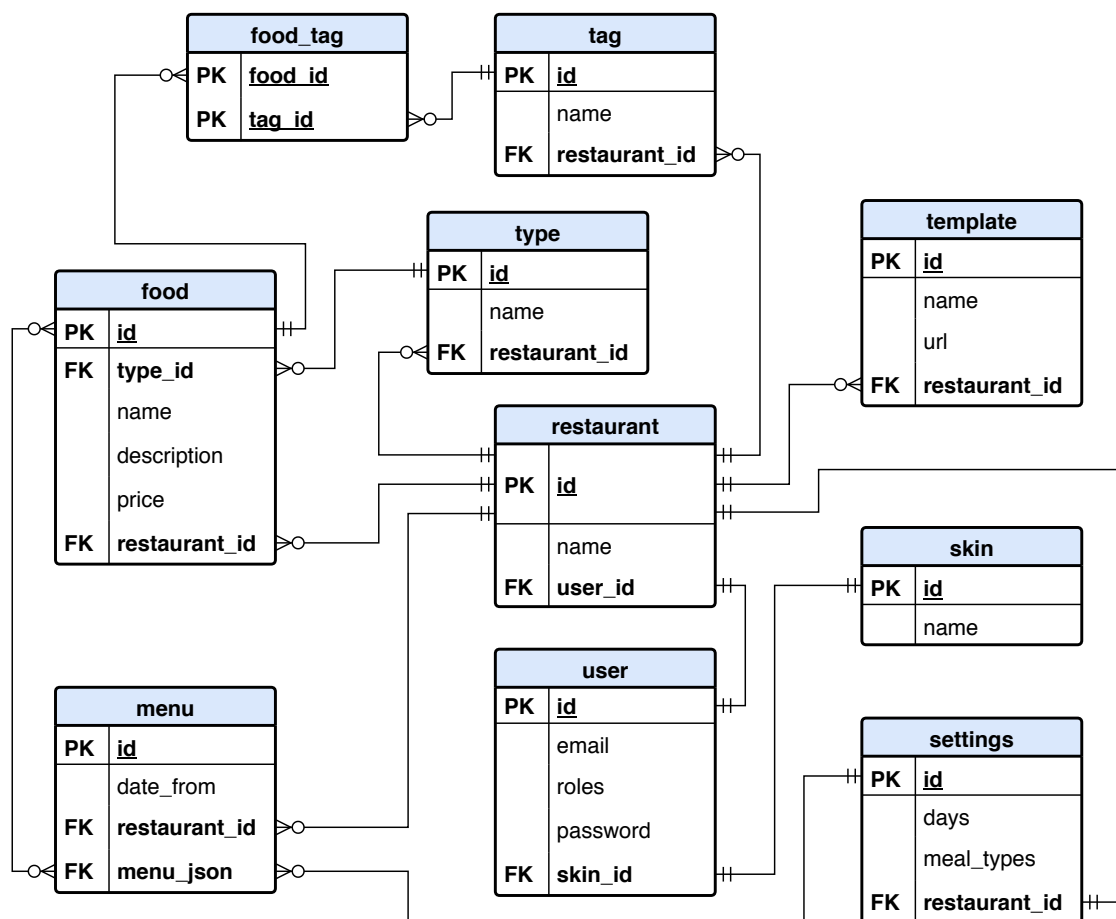 food_tag
PK food_id
PK tag_id
tag
PK id
name
FK restaurant_id
type
PK id
name
FK restaurant_id
template
PK id
name
url
FK restaurant_id
food
PK id
FK type_id
name
description
price
FK restaurant_id
restaurant
PK id
name
FK user_id
skin
PK id
name
user
PK id
email
roles
password
FK skin_id
menu
PK id
date_from
FK restaurant_id
FK menu_json
settings
PK id
days
meal_types
FK restaurant_id